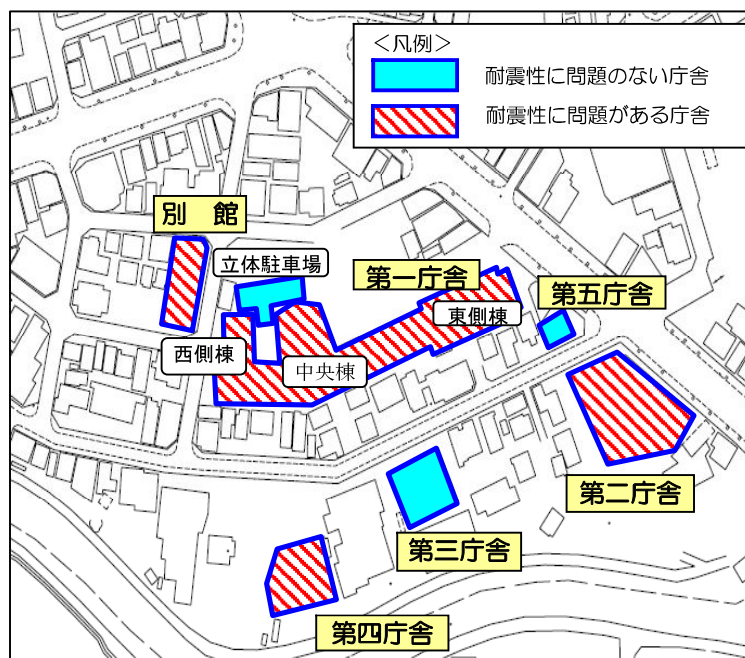 <凡例>
耐震性に問題のない庁舎
耐震性に問題がある庁舎
別 館
立体駐車場
第一庁舎
第五庁舎
東側棟
西側棟
中央棟
第二庁舎
第三庁舎
第四庁舎